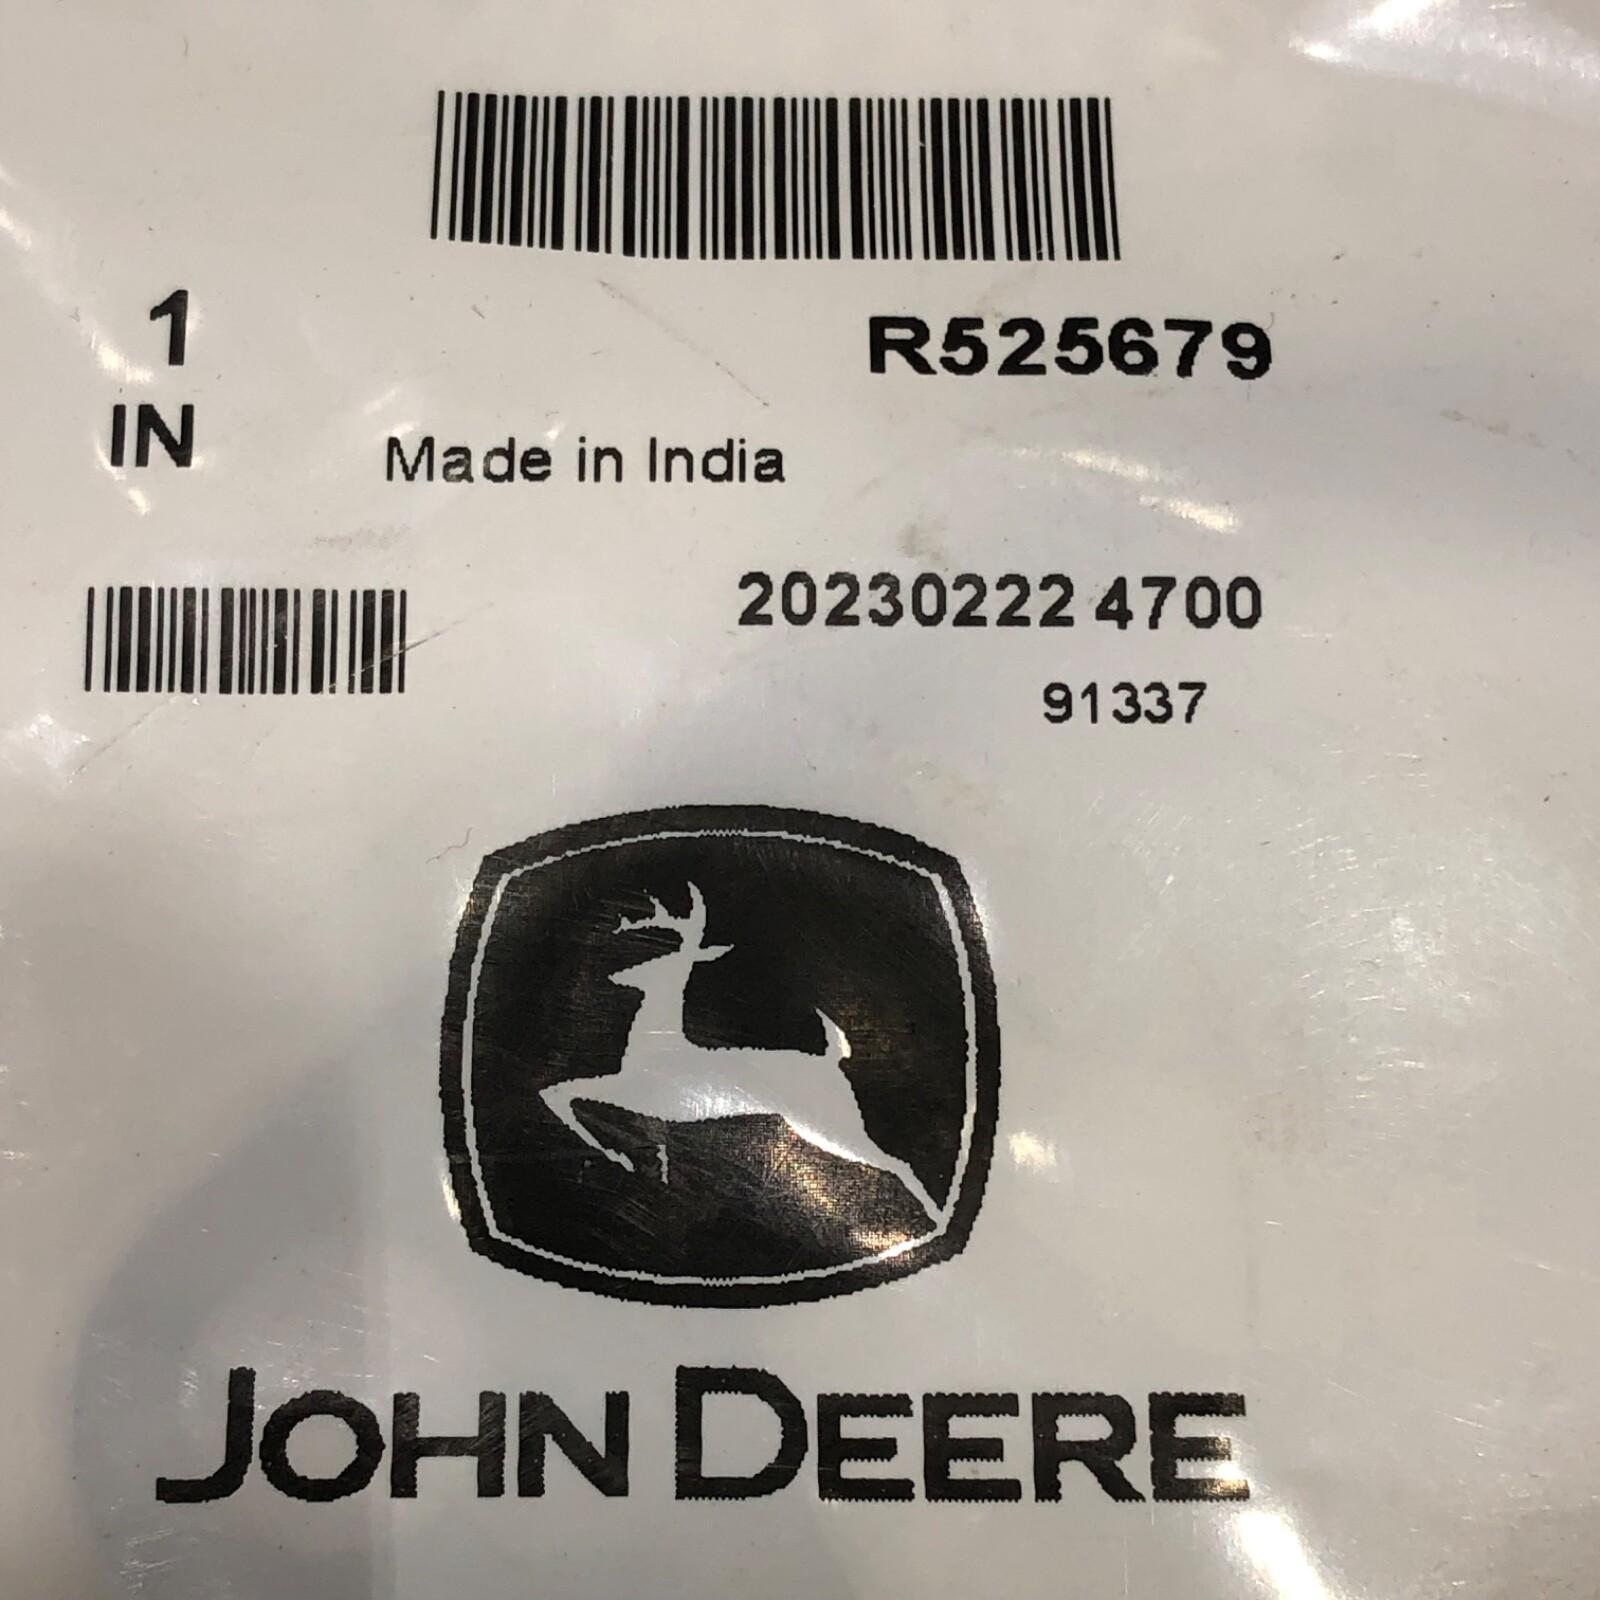 1
R525679
IN
Made in India
20230222 4700
91337
JOHN DEERE